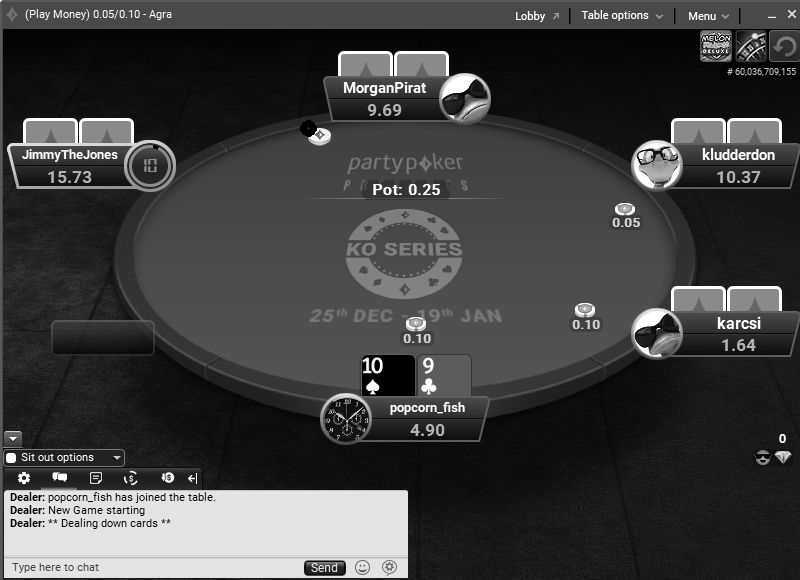 (Play Money) 0.05/0.10 - Agra
Lobby
Table options
Menu
MELON
DELUXE
# 60,036,709,155
MorganPirat
9.69
JimmyTheJones
15.73
10
kludderdon
10.37
partypoker
Pot: 0.25
KO SERIES
25th DEC - 19th JAN
0.05
0.10
0.10
karcsi
1.64
10
9
popcorn_fish
4.90
0
Sit out options
Dealer: popcorn_fish has joined the table.
Dealer: New Game starting
Dealer: ** Dealing down cards **
Type here to chat
Send